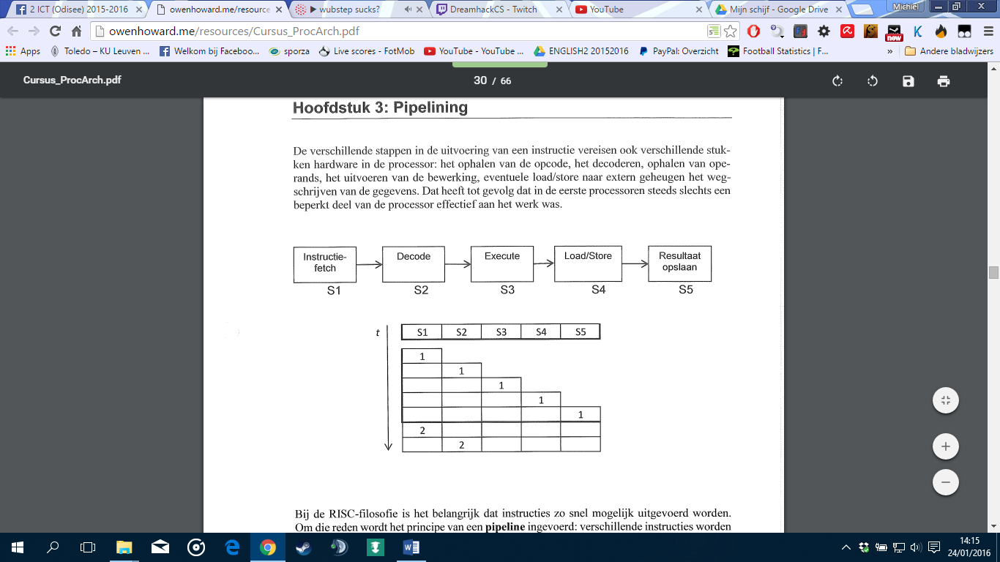 2 ICT (Odisee) 2015-2016
owenhoward.me/resource
wubstep sucks?
DreamhackCS - Twitch
YouTube
Mijn schijf - Google Drive
Michiel
owenhoward.me/resources/Cursus_ProcArch.pdf
new
Apps
Toledo – KU Leuven ...
Welkom bij Faceboo...
sporza
Live scores - FotMob
YouTube - YouTube ...
ENGLISH2 20152016
PayPal: Overzicht
Football Statistics | F...
»
Andere bladwijzers
Cursus_ProcArch.pdf
30 / 66
Hoofdstuk 3: Pipelining
De verschillende stappen in de uitvoering van een instructie vereisen ook verschillende stuk-
ken hardware in de processor: het ophalen van de opcode, het decoderen, ophalen van ope-
rands, het uitvoeren van de bewerking, eventuele load/store naar extern geheugen het weg-
schrijven van de gegevens. Dat heeft tot gevolg dat in de eerste processoren steeds slechts een
beperkt deel van de processor effectief aan het werk was.
Instructie-
fetch
Decode
Execute
Load/Store
Resultaat
opslaan
S1 S2 S3 S4 S5
t
S1 S2 S3 S4 S5
1
1
1
1
1
2
2
Bij de RISC-filosofie is het belangrijk dat instructies zo snel mogelijk uitgevoerd worden.
Om die reden wordt het principe van een pipeline ingevoerd: verschillende instructies worden
14:15
24/01/2016